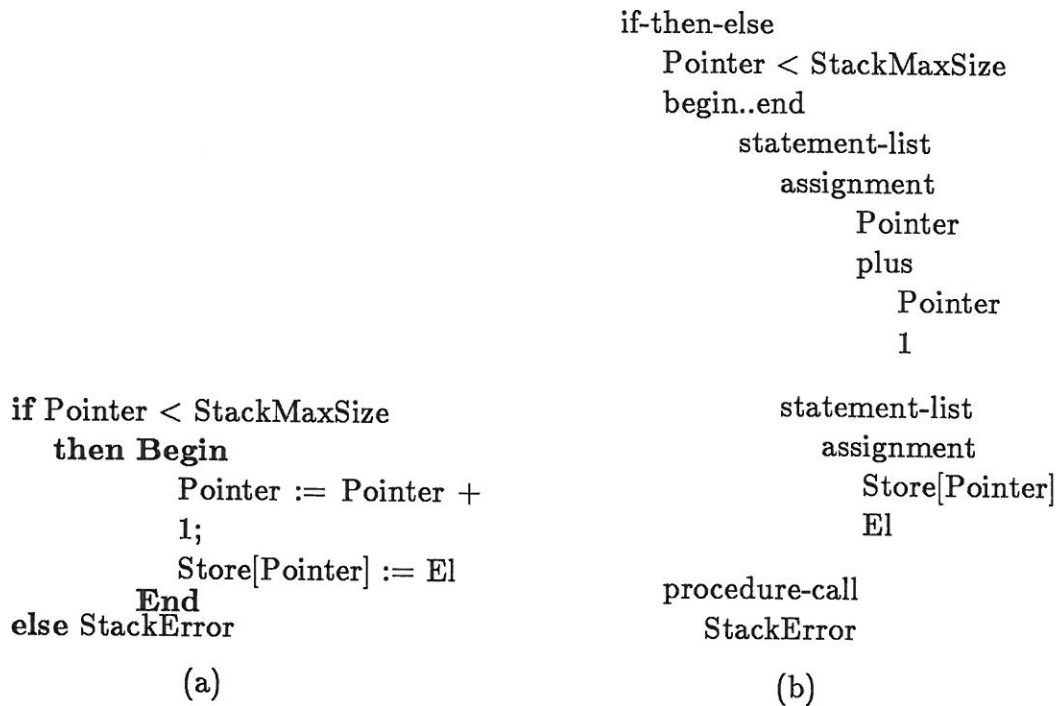 if Pointer < StackMaxSize
then Begin
Pointer := Pointer +
1;
Store[Pointer] := El
End
else StackError
(a)
if-then-else
Pointer < StackMaxSize
begin..end
statement-list
assignment
Pointer
plus
Pointer
1
statement-list
assignment
Store[Pointer]
El
procedure-call
StackError
(b)